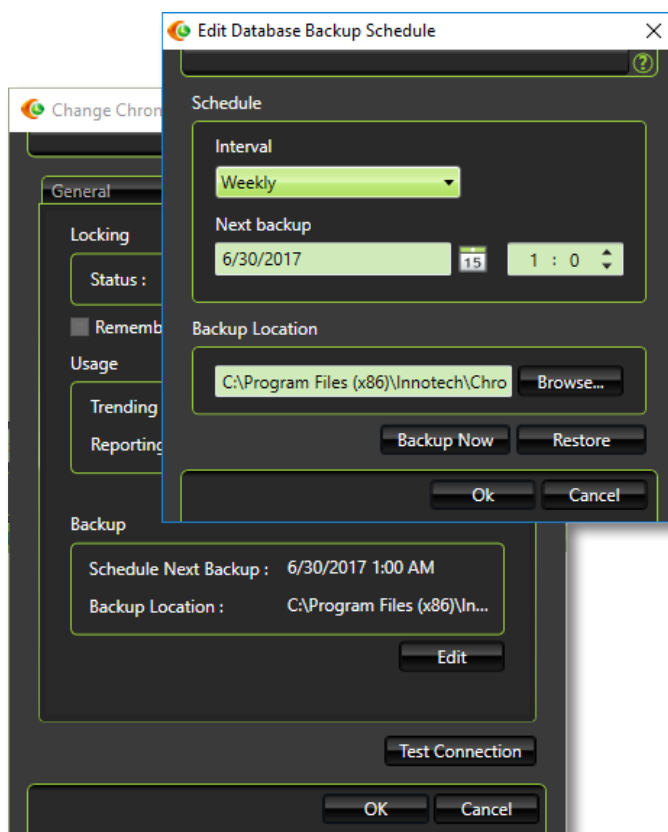 Edit Database Backup Schedule
Schedule
Interval
Weekly
Next backup
6/30/2017
15
1 : 0
Backup Location
C:\Program Files (x86)\Innotech\Chro
Browse...
Backup Now
Restore
Ok
Cancel
Change Chron
General
Locking
Status :
Rememb
Usage
Trending
Reporting
Backup
Schedule Next Backup : 6/30/2017 1:00 AM
Backup Location : C:\Program Files (x86)\In...
Edit
Test Connection
OK
Cancel